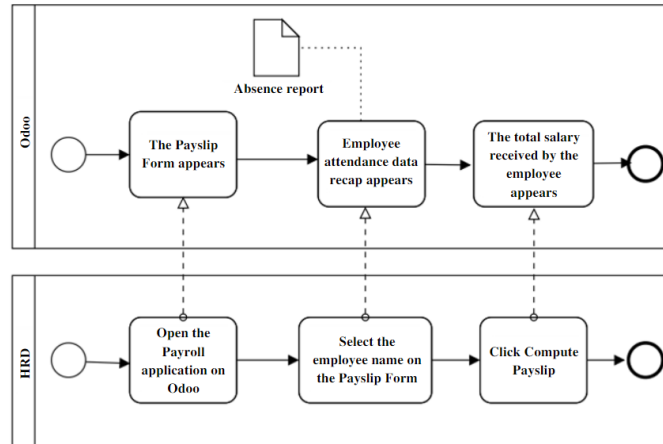 Odoo
Absence report
The Payslip
Form appears
Employee
attendance data
recap appears
The total salary
received by the
employee
appears
HRD
Open the
Payroll
application on
Odoo
Select the
employee name on
the Payslip Form
Click Compute
Payslip